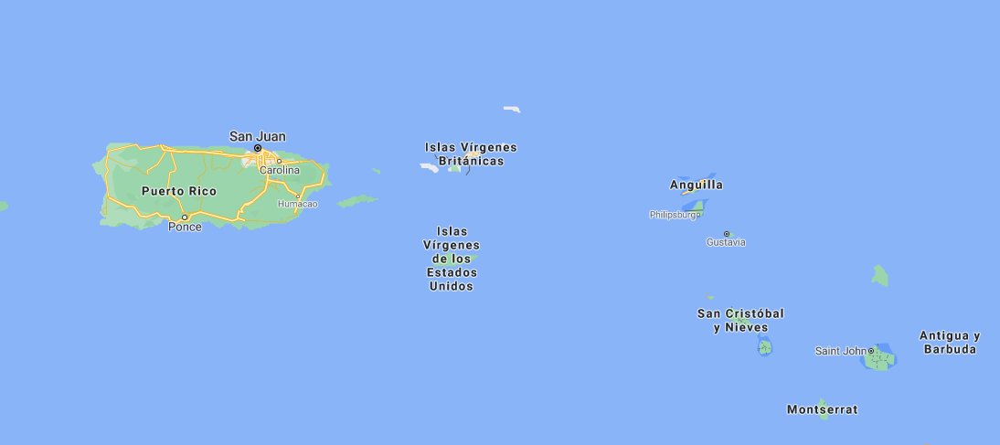 San Juan
Carolina
Puerto Rico
Humacao
Ponce
Islas Vírgenes
Británicas
Islas
Vírgenes
de los
Estados
Unidos
Anguilla
Philipsburg
Gustavia
San Cristóbal
y Nieves
Saint John
Antigua y
Barbuda
Montserrat